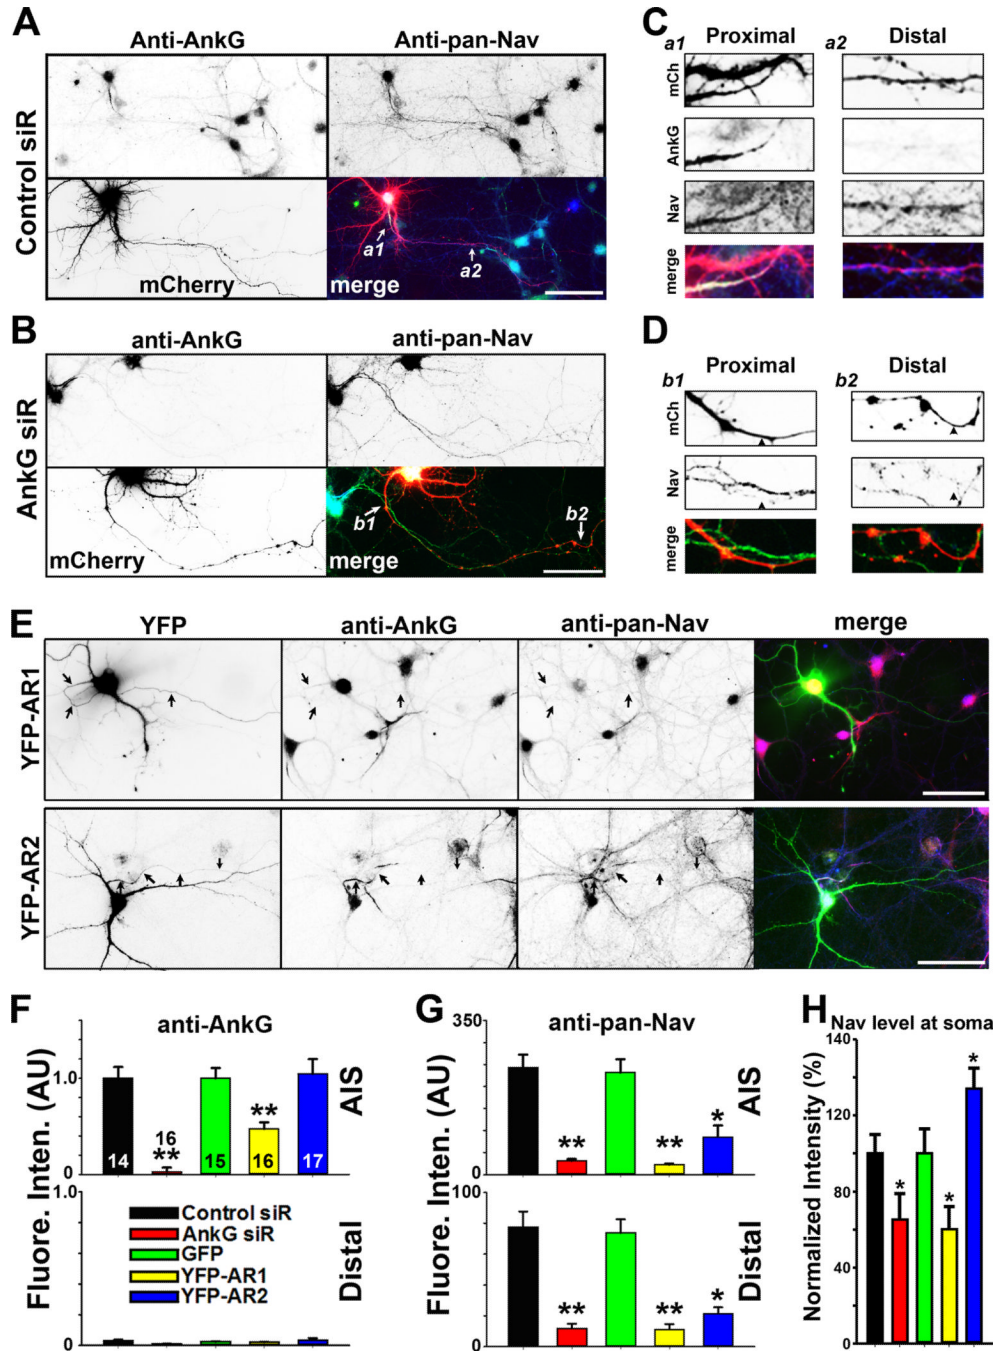 A
Anti-AnkG Anti-pan-Nav
Control siR
mCherry
merge
a1
a2
B
anti-AnkG anti-pan-Nav
AnkG siR
mCherry
merge
b1
b2
C
a1 Proximal a2 Distal
mCh
AnkG
Nav
merge
D
Proximal Distal
b1 b2
mCh
Nav
merge
E
YFP anti-AnkG anti-pan-Nav merge
YFP-AR1
YFP-AR2
F
anti-AnkG
Fluore. Inten. (AU)
1.0
0
14
16
**
15
**
16
17
AIS
1.0
0
Control siR
AnkG siR
GFP
YFP-AR1
YFP-AR2
Distal
G
anti-pan-Nav
Fluore. Inten. (AU)
350
0
** ** *
AIS
100
0
** ** *
Distal
H
Nav level at soma
Normalized Intensity (%)
140
120
80
40
0
* * *